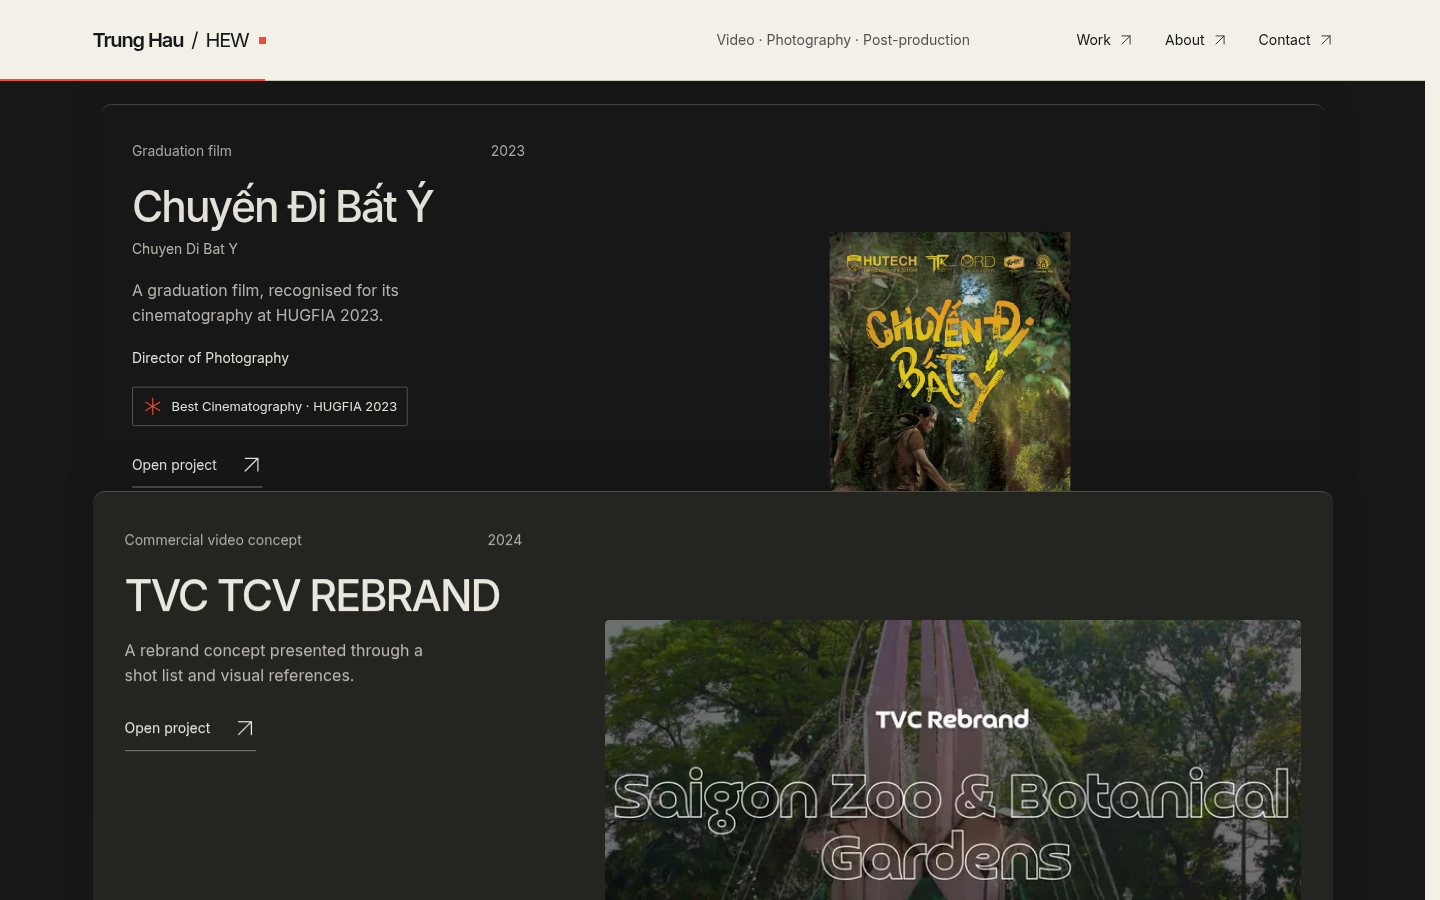 Trung Hau / HEW
Video · Photography · Post-production
Work
About
Contact
Graduation film
2023
Chuyến Đi Bất Ý
Chuyen Di Bat Y
A graduation film, recognised for its
cinematography at HUGFIA 2023.
Director of Photography
Best Cinematography · HUGFIA 2023
Open project
HUTECH
ORD
CHUYẾN ĐI
BẤT Ý
Commercial video concept
2024
TVC TCV REBRAND
A rebrand concept presented through a
shot list and visual references.
Open project
TVC Rebrand
Saigon Zoo & Botanical
Gardens